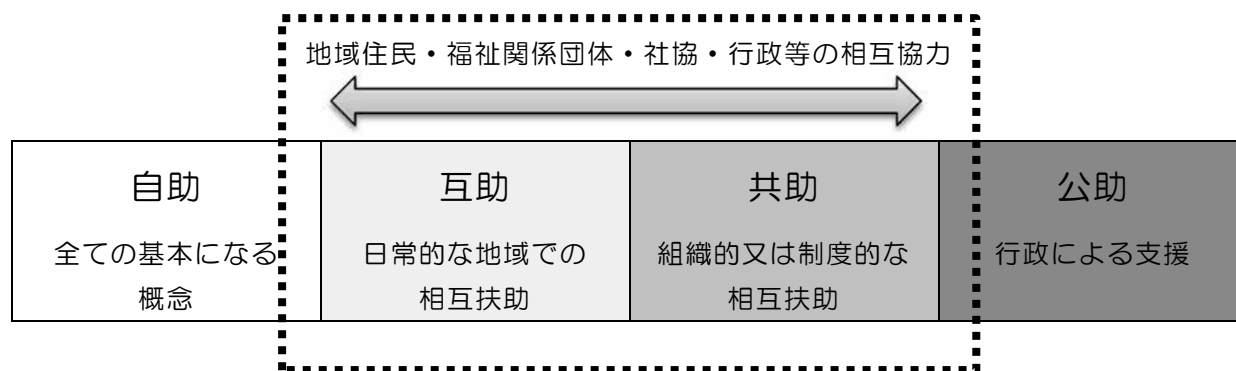 地域住民・福祉関係団体・社協・行政等の相互協力
自助
全ての基本になる
概念
互助
日常的な地域での
相互扶助
共助
組織的又は制度的な
相互扶助
公助
行政による支援